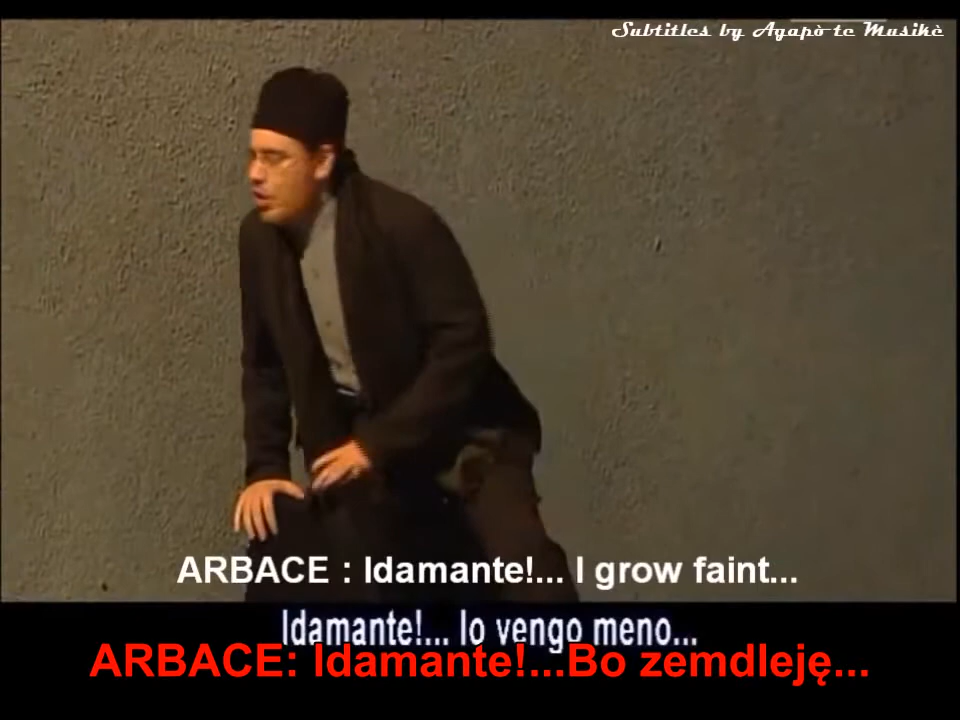 Subtitles by Agapò te Musikè
ARBACE : Idamante!... I grow faint...
Idamante!... Io vengo meno...
ARBACE: Idamante!...Bo zemdleję...